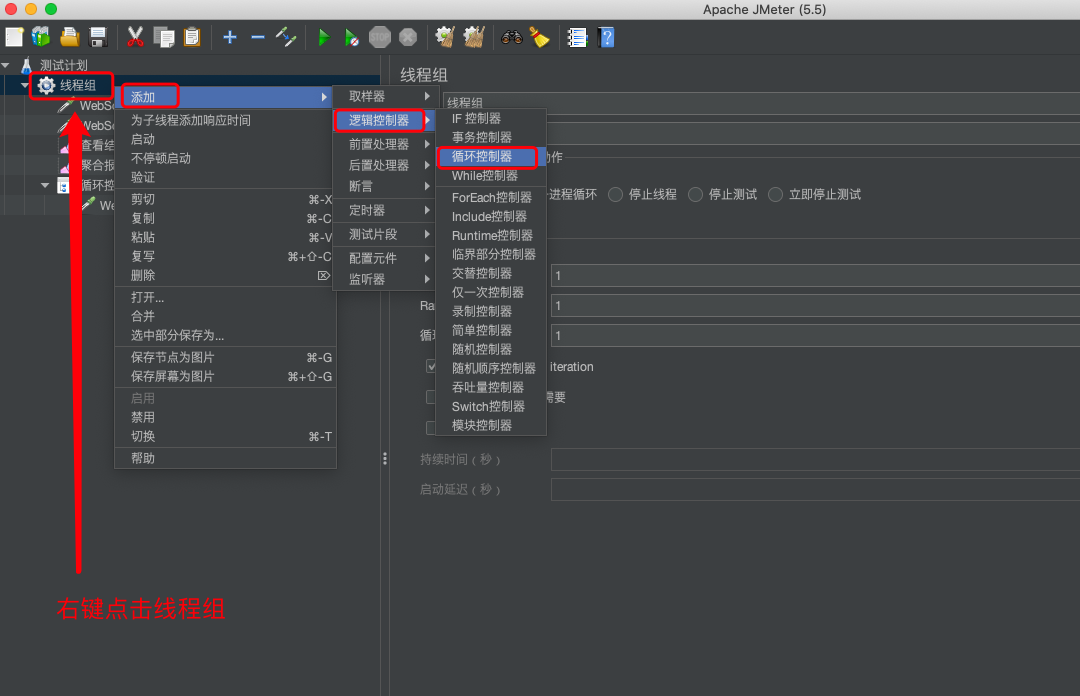 Apache JMeter (5.5)
STOP
测试计划
线程组
WebSo
WebSo
查看结
聚合报
循环控
We
添加
为子线程添加响应时间
启动
不停顿启动
验证
剪切 ⌘-X
复制 ⌘-C
粘贴 ⌘-V
复写 ⌘+⇧-C
删除 ⌦
打开...
合并
选中部分保存为...
保存节点为图片 ⌘-G
保存屏幕为图片 ⌘+⇧-G
启用
禁用
切换 ⌘-T
帮助
取样器
逻辑控制器
前置处理器
后置处理器
断言
定时器
测试片段
配置元件
监听器
IF 控制器
事务控制器
循环控制器
While控制器
ForEach控制器
Include控制器
Runtime控制器
临界部分控制器
交替控制器
仅一次控制器
录制控制器
简单控制器
随机控制器
随机顺序控制器
吞吐量控制器
Switch控制器
模块控制器
线程组
线程组
动作
进程循环 停止线程 停止测试 立即停止测试
1
Ra 1
循环 1
iteration
需要
持续时间（秒）
启动延迟（秒）
右键点击线程组